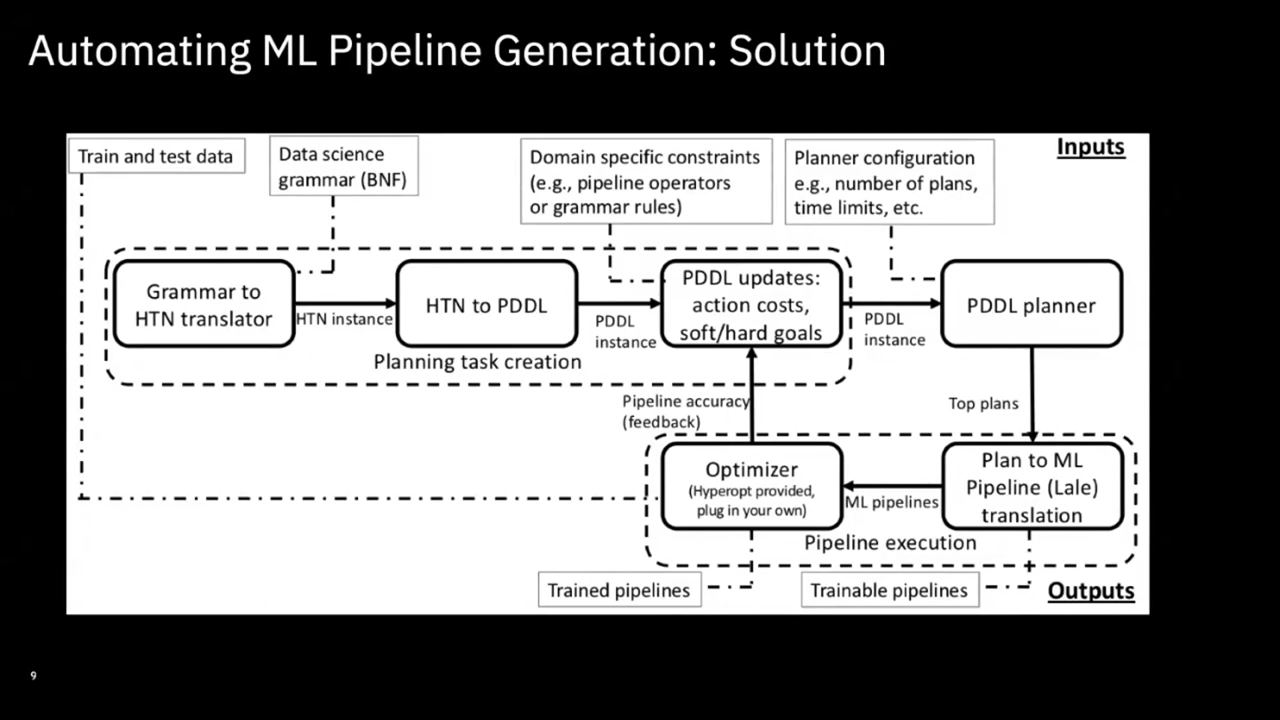 Automating ML Pipeline Generation: Solution
Train and test data
Data science
grammar (BNF)
Domain specific constraints
(e.g., pipeline operators
or grammar rules)
Planner configuration
e.g., number of plans,
time limits, etc.
Inputs
Grammar to
HTN translator
HTN instance
HTN to PDDL
PDDL
instance
PDDL updates:
action costs,
soft/hard goals
PDDL
instance
PDDL planner
Planning task creation
Pipeline accuracy
(feedback)
Top plans
Optimizer
(Hyperopt provided,
plug in your own)
ML pipelines
Plan to ML
Pipeline (Lale)
translation
Pipeline execution
Trained pipelines
Trainable pipelines
Outputs
9